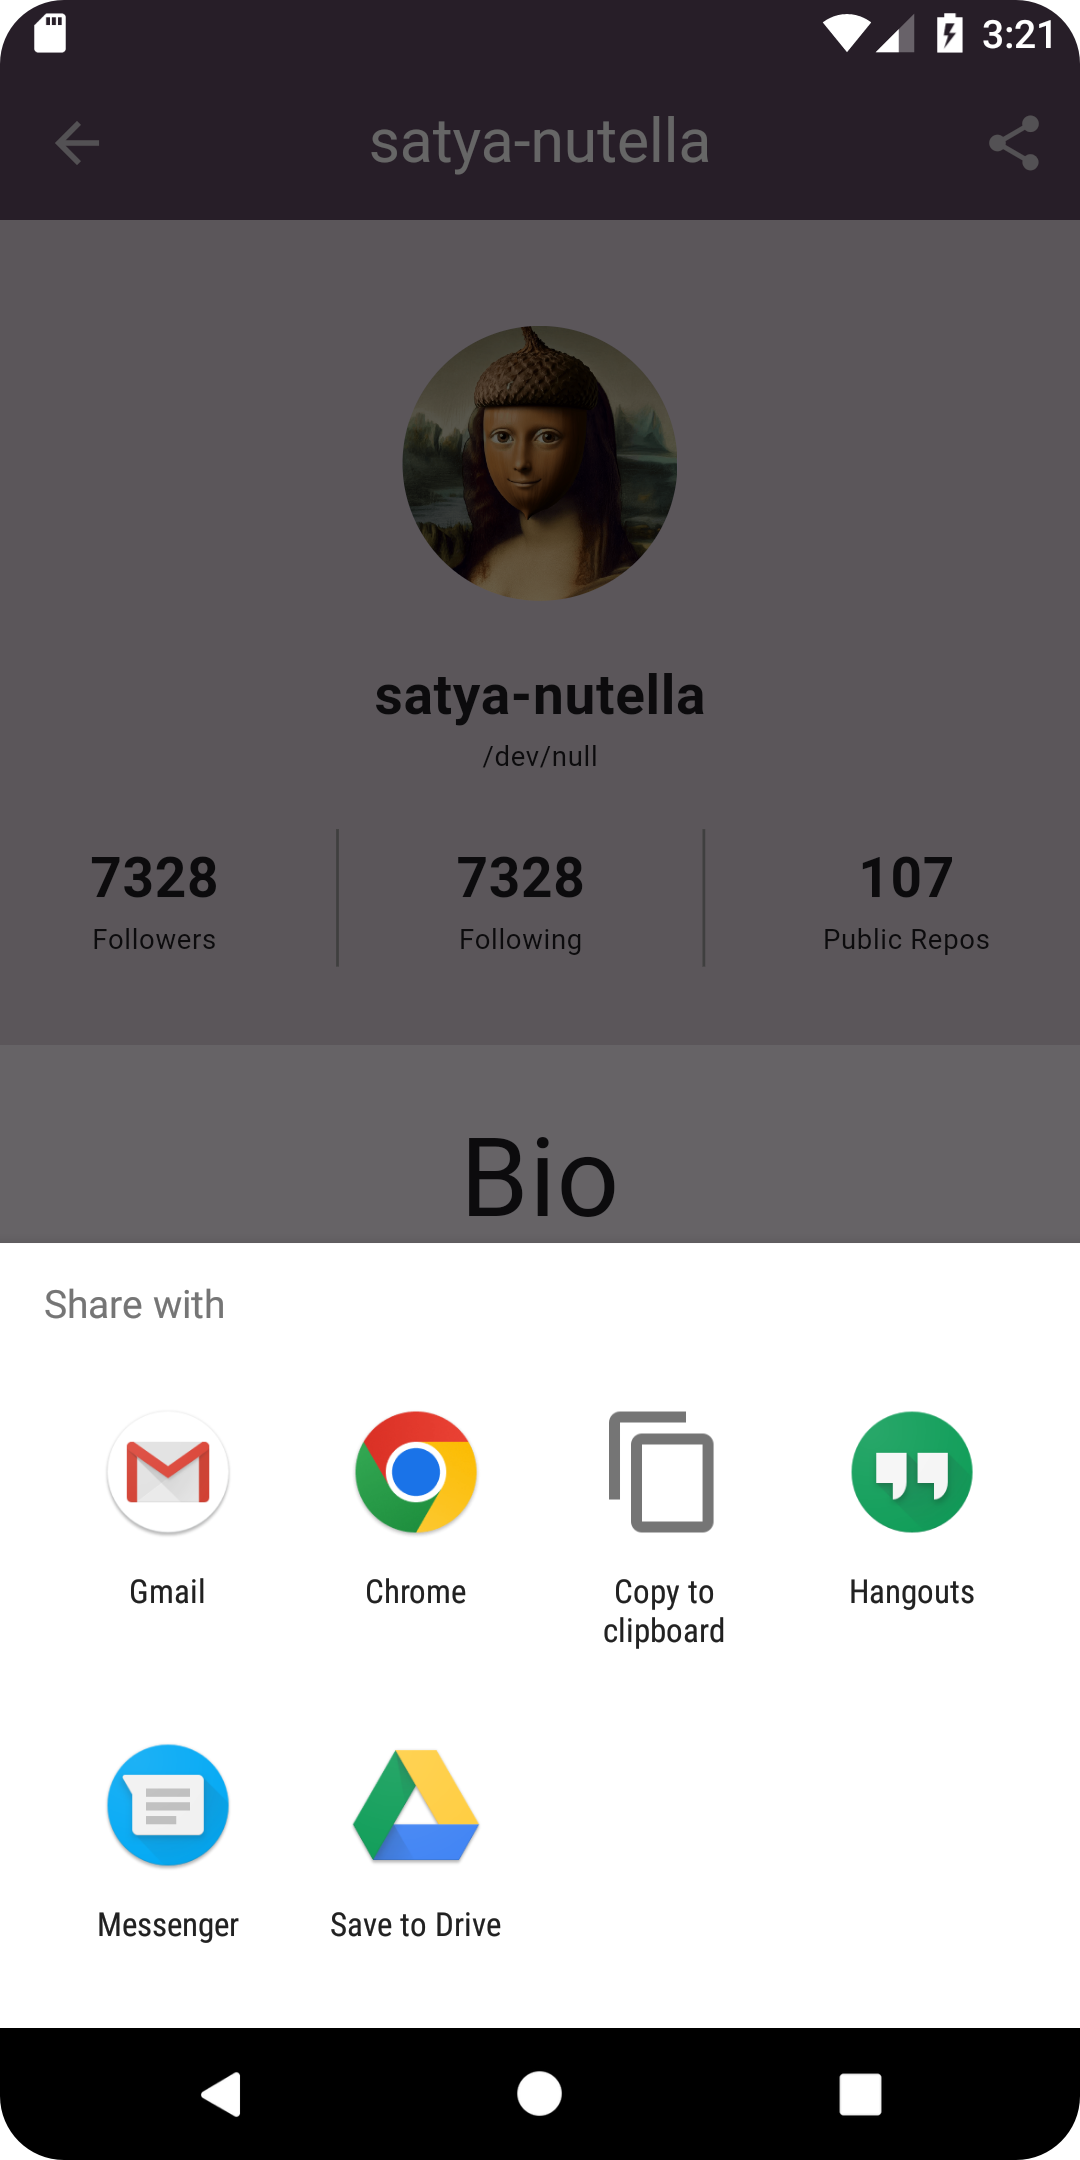 3:21
satya-nutella
satya-nutella
/dev/null
7328 7328 107
Followers Following Public Repos
Bio
Share with
Gmail Chrome Copy to clipboard Hangouts
Messenger Save to Drive